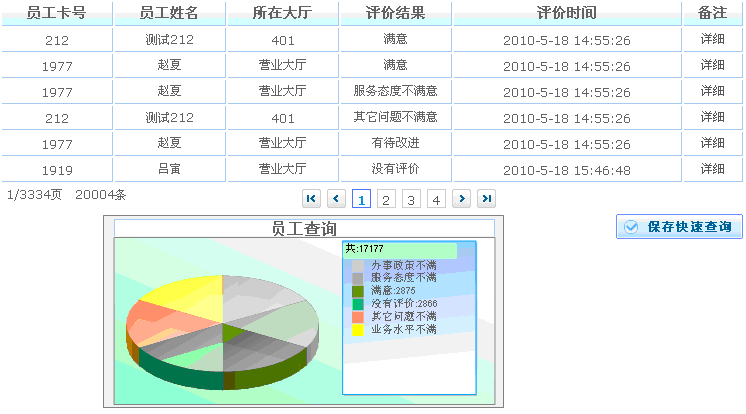 员工卡号 员工姓名 所在大厅 评价结果 评价时间 备注
212 测试212 401 满意 2010-5-18 14:55:26 详细
1977 赵夏 营业大厅 满意 2010-5-18 14:55:26 详细
1977 赵夏 营业大厅 服务态度不满意 2010-5-18 14:55:26 详细
212 测试212 401 其它问题不满意 2010-5-18 14:55:26 详细
1977 赵夏 营业大厅 有待改进 2010-5-18 14:55:26 详细
1919 吕寅 营业大厅 没有评价 2010-5-18 15:46:48 详细
1/3334页 20004条 1 2 3 4
员工查询
保存快速查询
共:17177
办事政策不满
服务态度不满
满意:2875
没有评价:2866
其它问题不满
业务水平不满